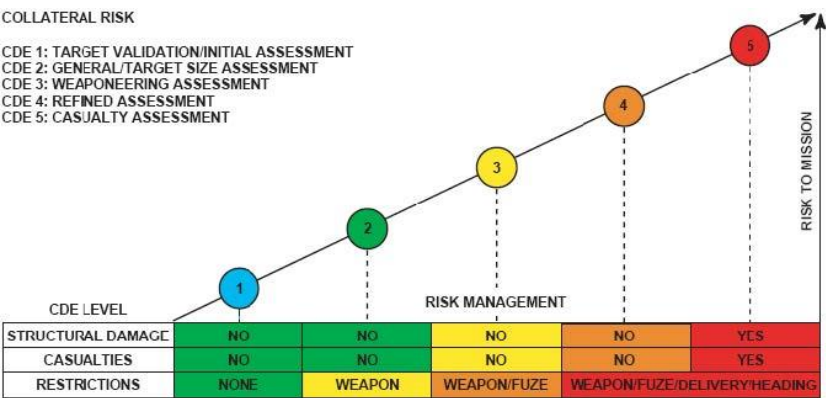 COLLATERAL RISK
CDE 1: TARGET VALIDATION/INITIAL ASSESSMENT
CDE 2: GENERAL/TARGET SIZE ASSESSMENT
CDE 3: WEAPONEERING ASSESSMENT
CDE 4: REFINED ASSESSMENT
CDE 5: CASUALTY ASSESSMENT
5
4
3
2
1
RISK TO MISSION
CDE LEVEL
RISK MANAGEMENT
STRUCTURAL DAMAGE NO NO NO NO YES
CASUALTIES NO NO NO NO YES
RESTRICTIONS NONE WEAPON WEAPON/FUZE WEAPON/FUZE/DELIVERY/HEADING